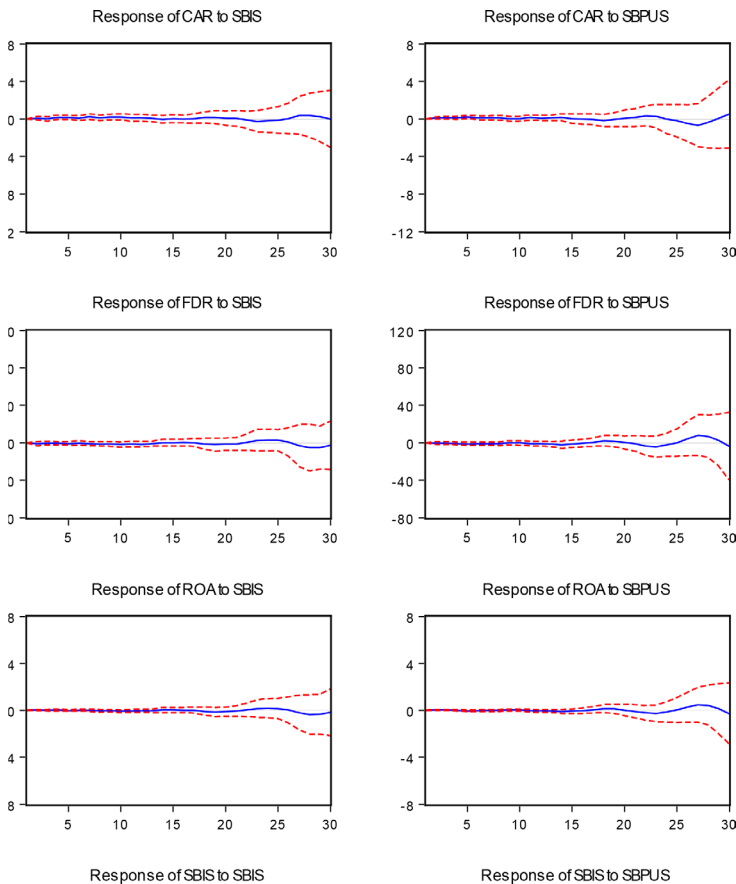 Response of CAR to SBIS
Response of CAR to SBPUS
8
4
0
4
8
2
5 10 15 20 25 30
8
4
0
-4
-8
-12
5 10 15 20 25 30
Response of FDR to SBIS
Response of FDR to SBPUS
0
0
0
0
0
0
5 10 15 20 25 30
120
80
40
0
-40
-80
5 10 15 20 25 30
Response of ROA to SBIS
Response of ROA to SBPUS
8
4
0
4
8
5 10 15 20 25 30
8
4
0
-4
-8
5 10 15 20 25 30
Response of SBIS to SBIS
Response of SBIS to SBPUS